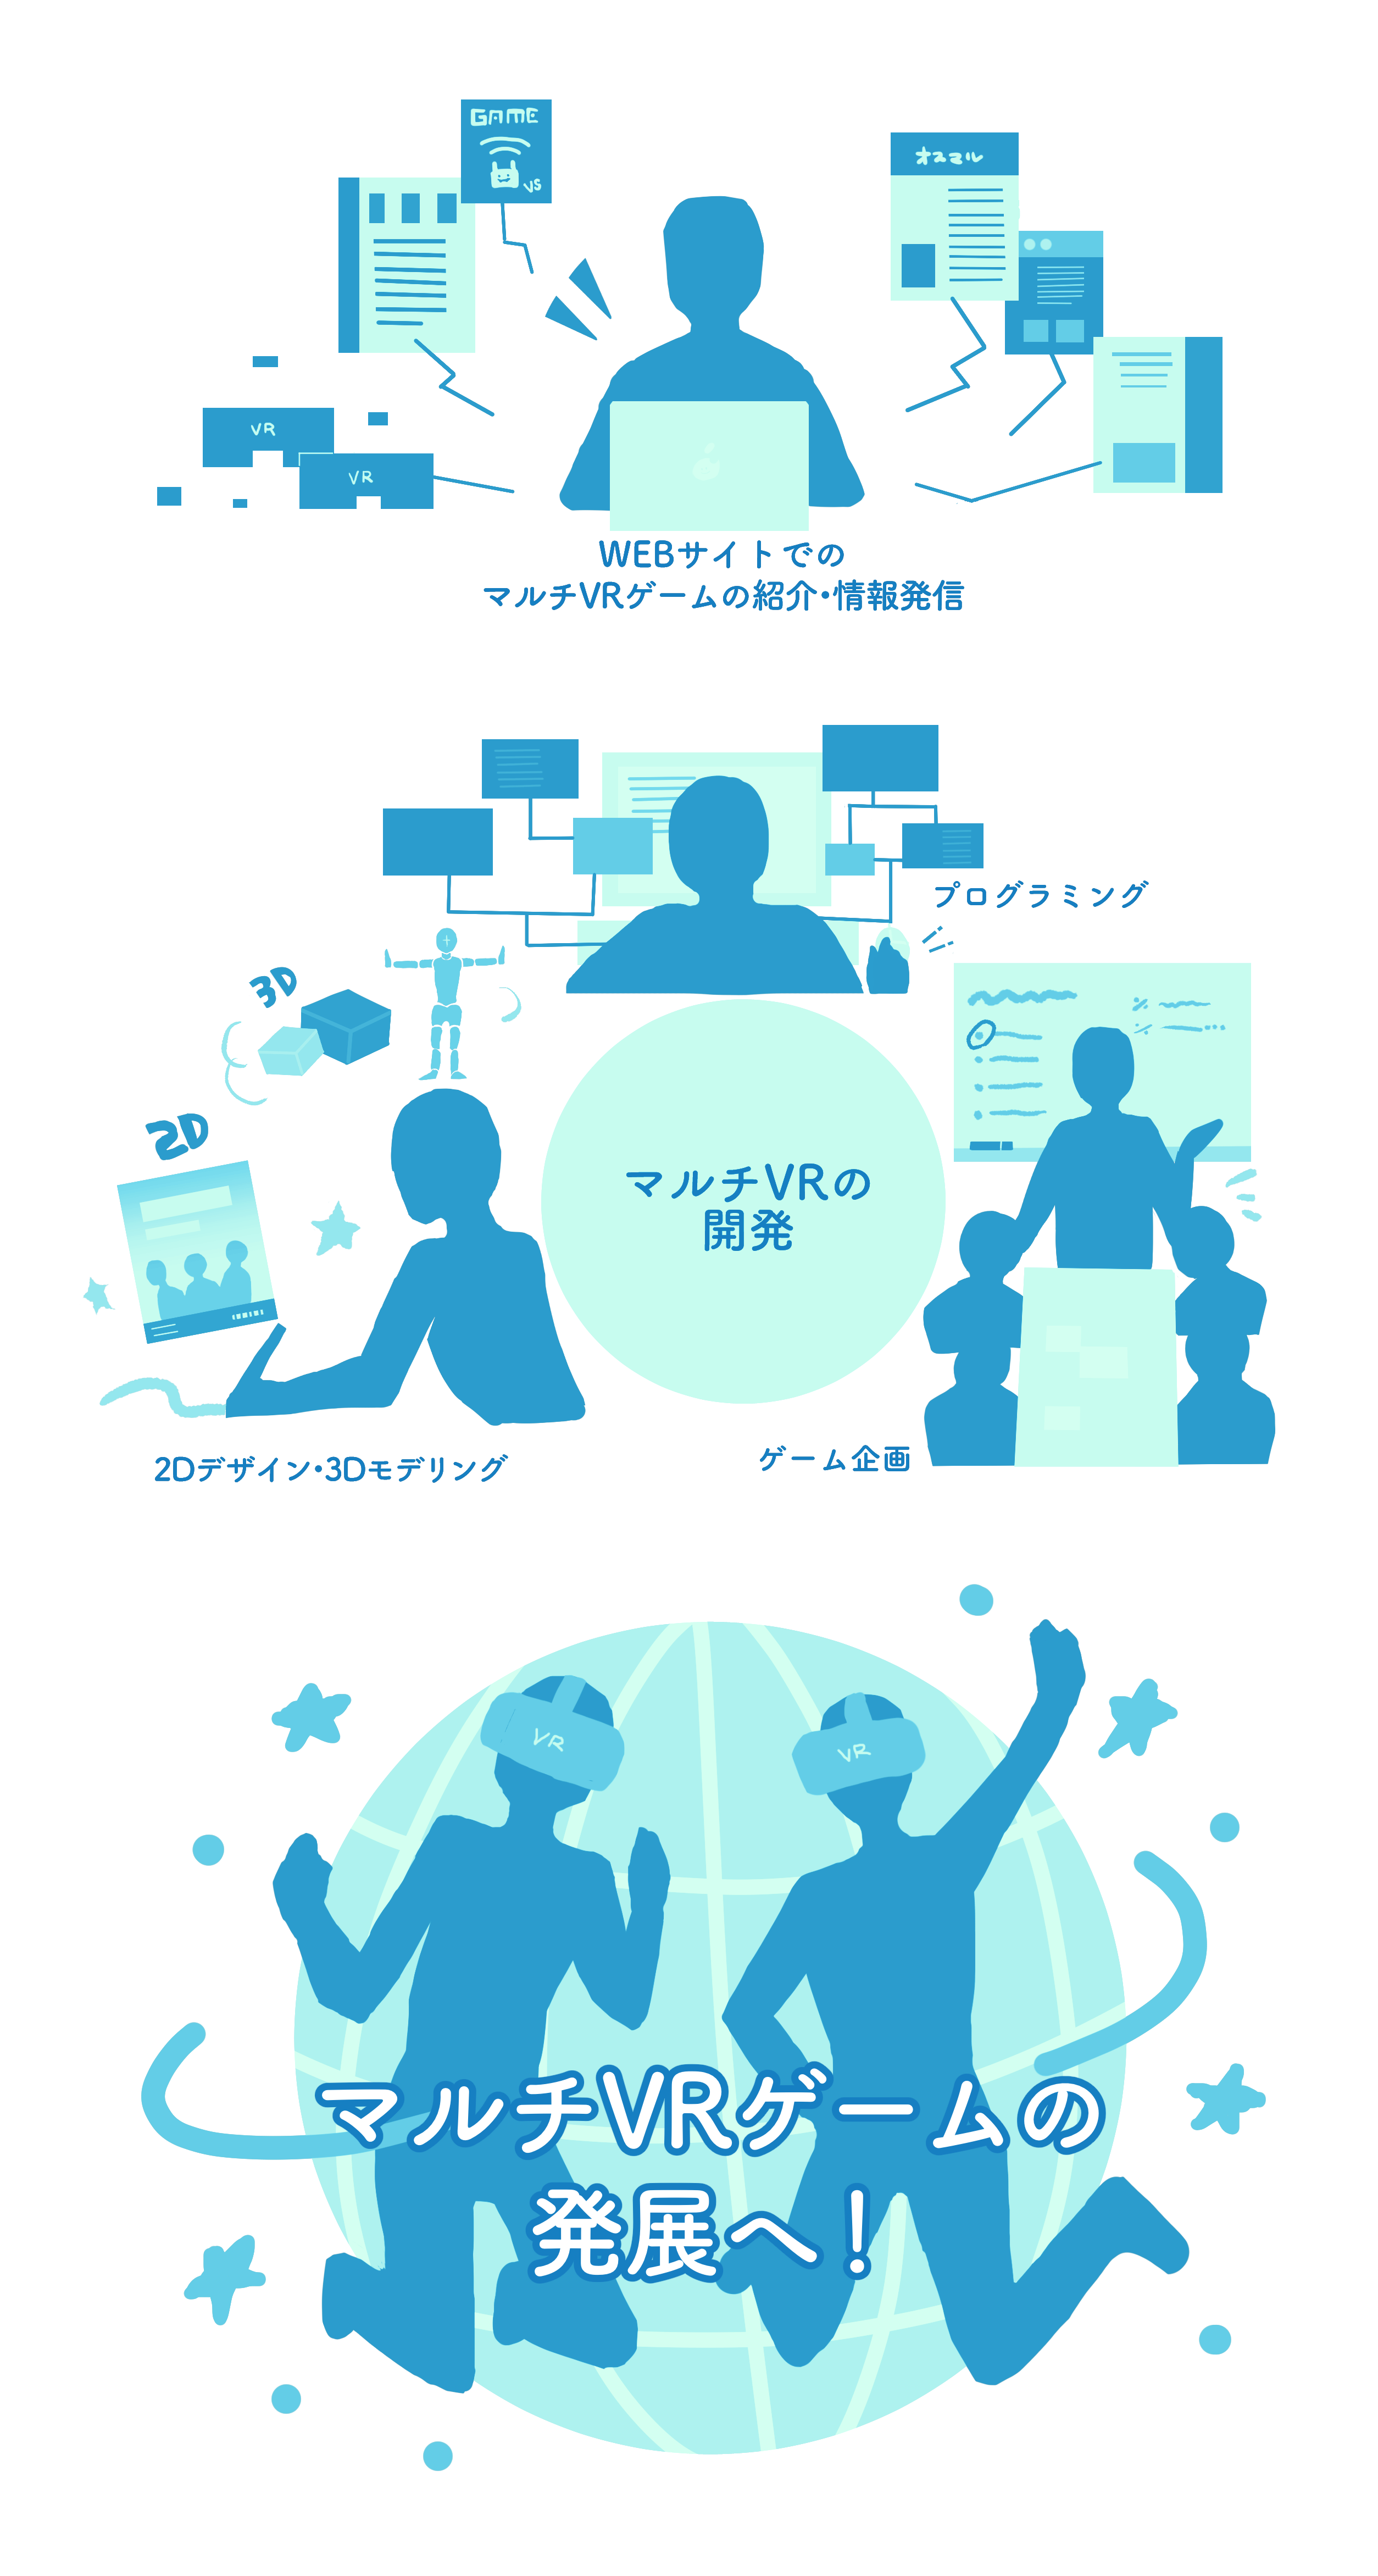 GAME
VS
オススメ
VR
VR
WEBサイトでの
マルチVRゲームの紹介・情報発信
プログラミング
3D
2D
マルチVRの
開発
2Dデザイン・3Dモデリング
ゲーム企画
VR
VR
マルチVRゲームの
発展へ！